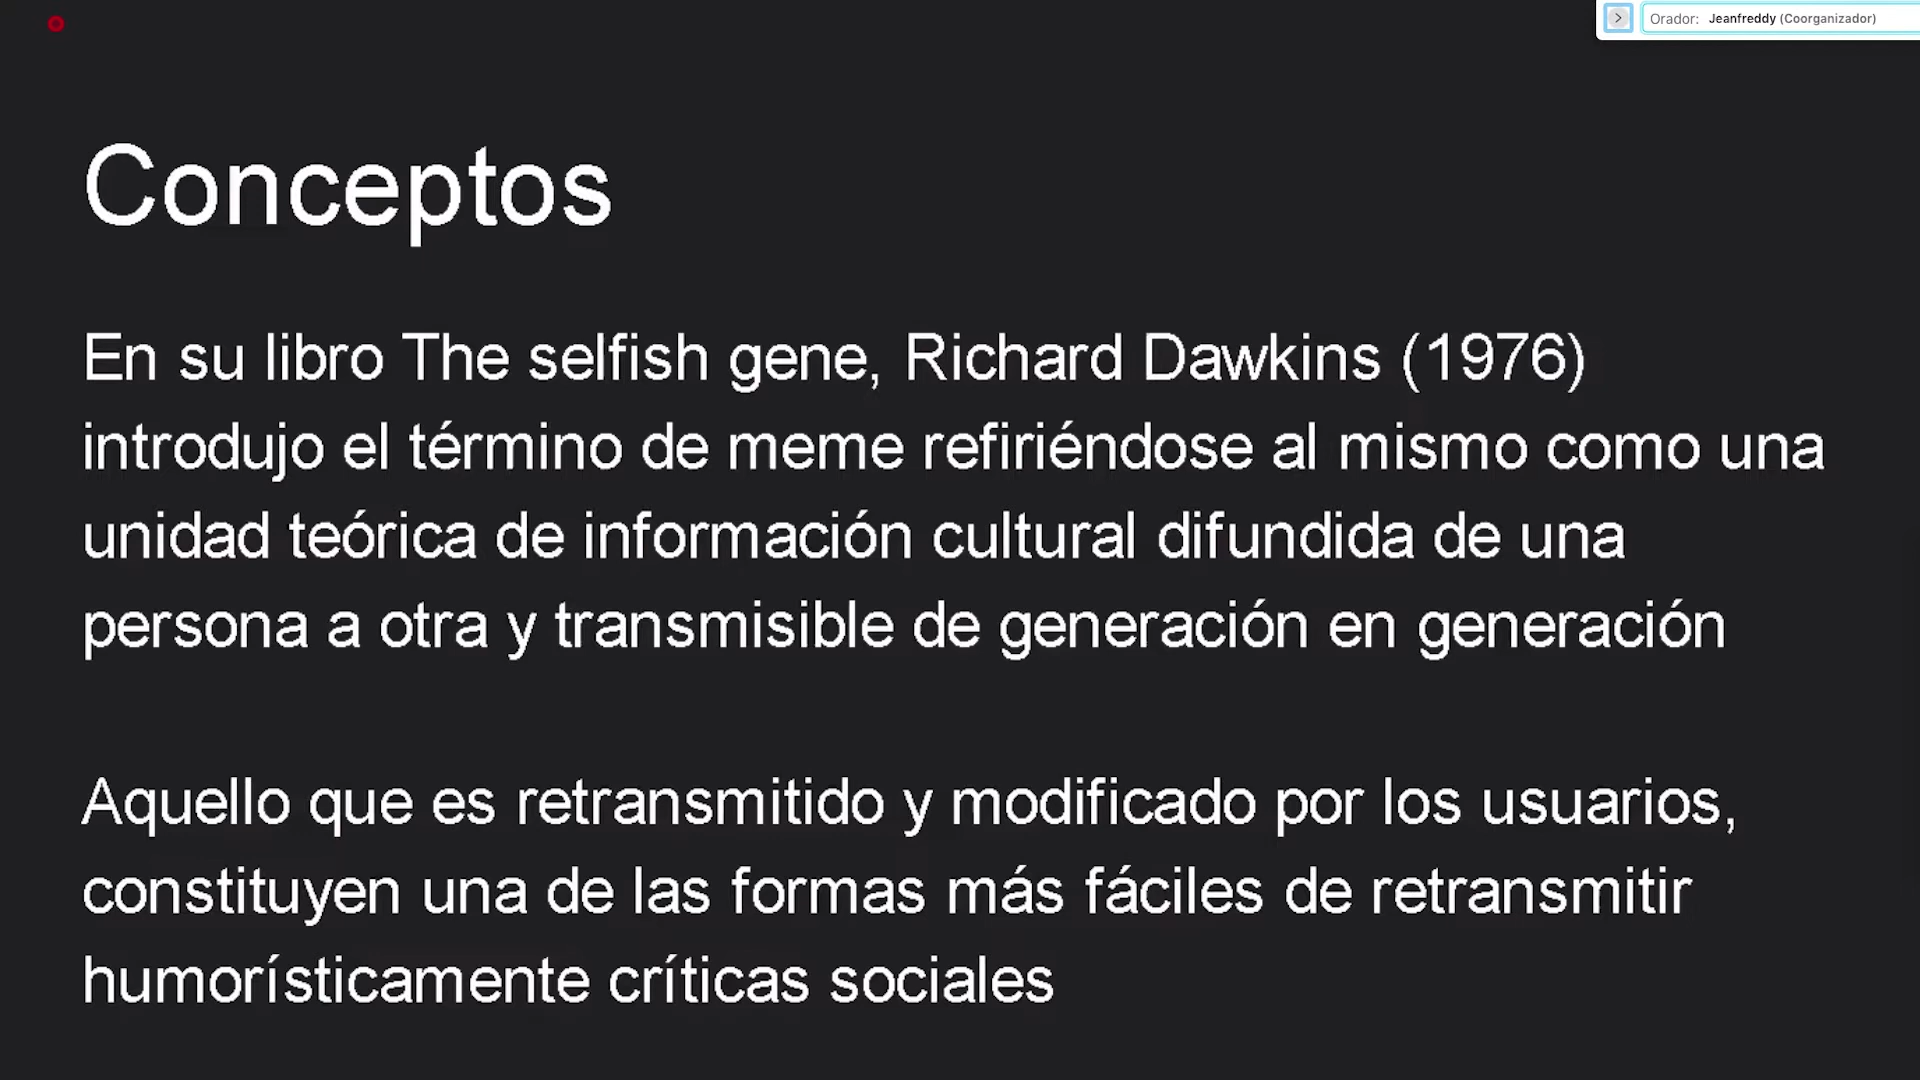 Orador: Jeanfreddy (Coorganizador)
Conceptos
En su libro The selfish gene, Richard Dawkins (1976)
introdujo el término de meme refiriéndose al mismo como una
unidad teórica de información cultural difundida de una
persona a otra y transmisible de generación en generación
Aquello que es retransmitido y modificado por los usuarios,
constituyen una de las formas más fáciles de retransmitir
humorísticamente críticas sociales